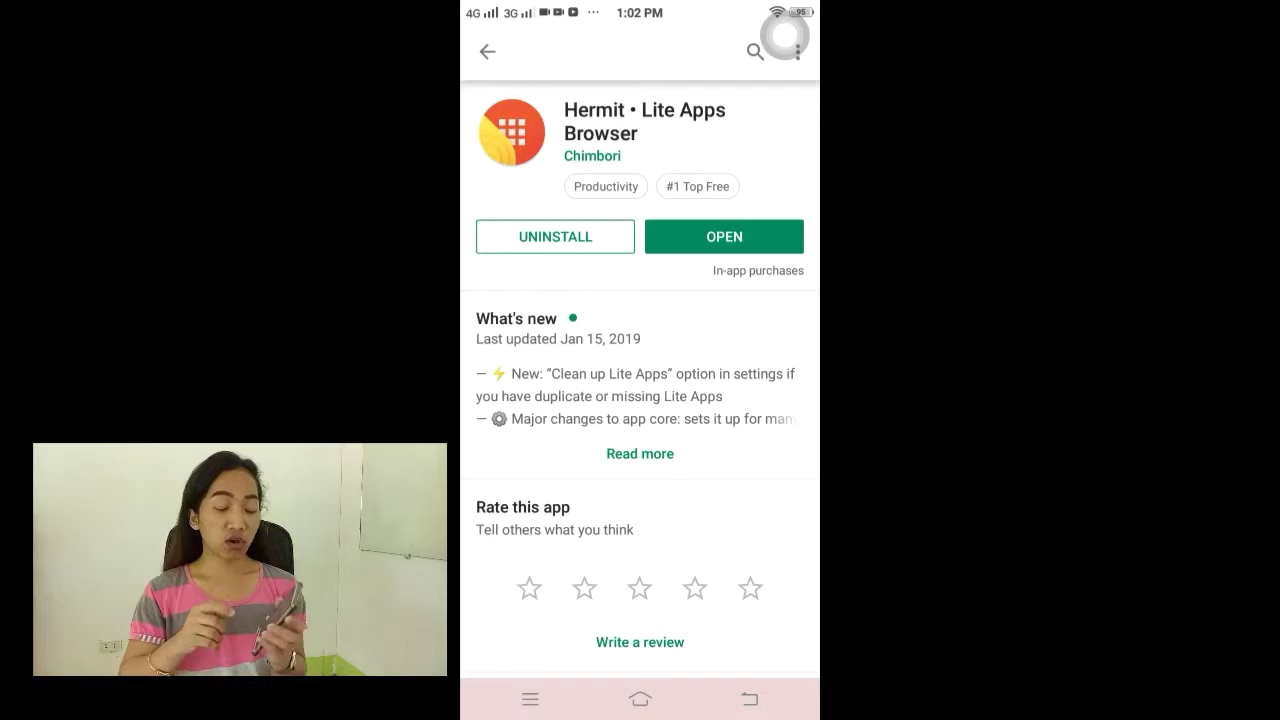 4G 3G ... 1:02 PM 95
Hermit • Lite Apps
Browser
Chimbori
Productivity #1 Top Free
UNINSTALL OPEN
In-app purchases
What's new
Last updated Jan 15, 2019
— ⚡ New: “Clean up Lite Apps” option in settings if
you have duplicate or missing Lite Apps
— ⚙ Major changes to app core: sets it up for man
Read more
Rate this app
Tell others what you think
Write a review